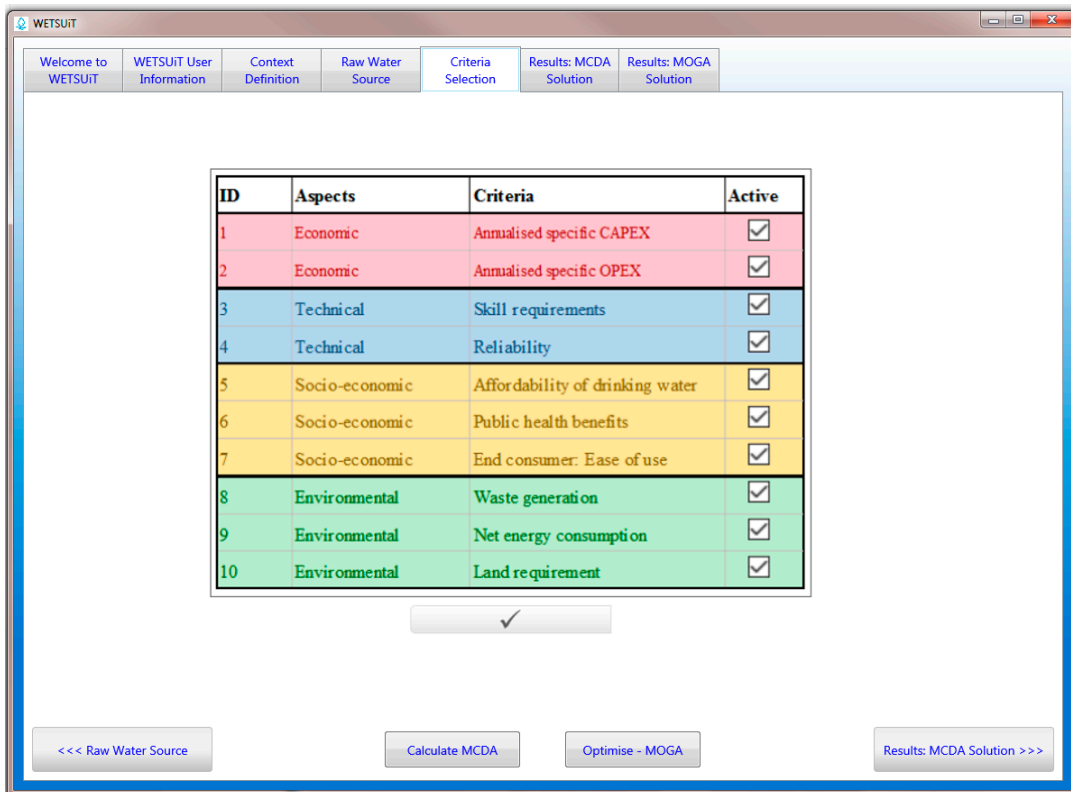 WETSUiT
Welcome to WETSUiT
WETSUiT User Information
Context Definition
Raw Water Source
Criteria Selection
Results: MCDA Solution
Results: MOGA Solution
ID Aspects Criteria Active
1 Economic Annualised specific CAPEX
2 Economic Annualised specific OPEX
3 Technical Skill requirements
4 Technical Reliability
5 Socio-economic Affordability of drinking water
6 Socio-economic Public health benefits
7 Socio-economic End consumer: Ease of use
8 Environmental Waste generation
9 Environmental Net energy consumption
10 Environmental Land requirement
<<< Raw Water Source
Calculate MCDA
Optimise - MOGA
Results: MCDA Solution >>>